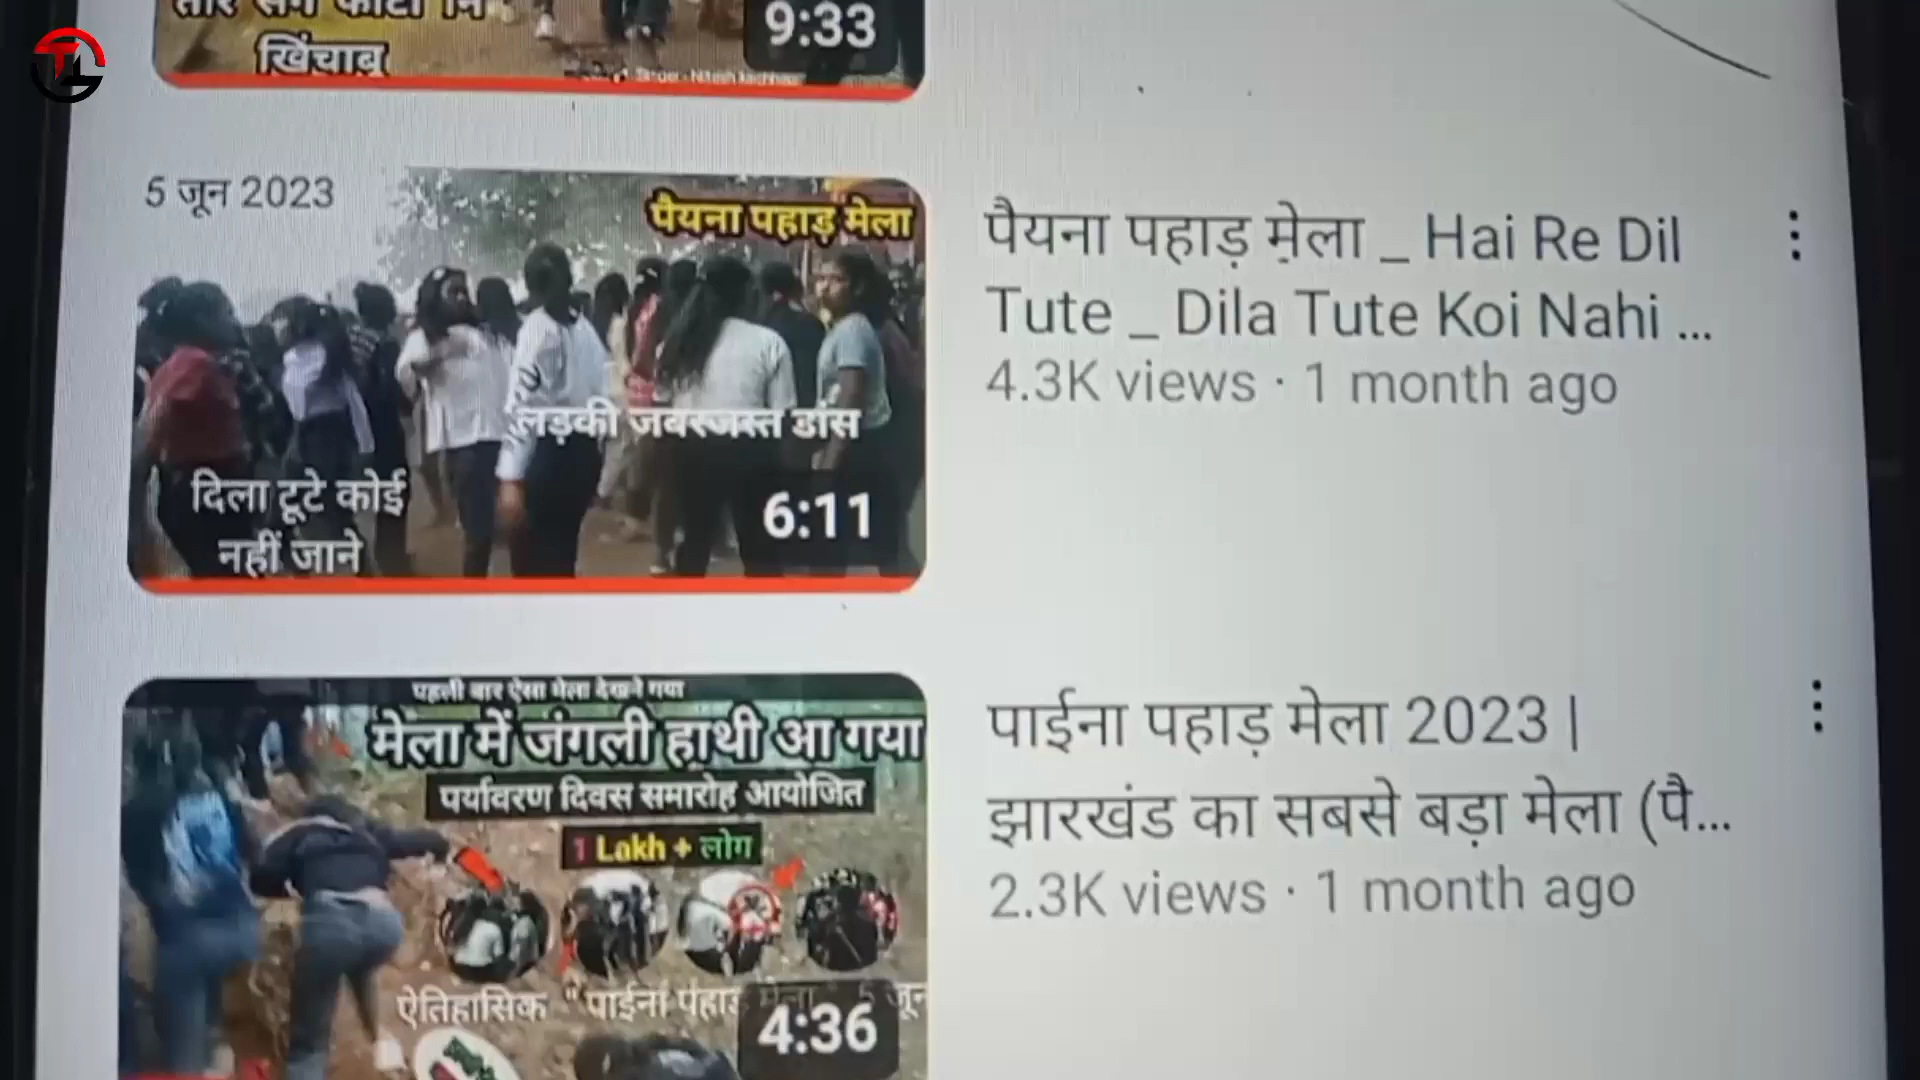 तोर संग फोटो नि
खिंचाबू
9:33
5 जून 2023
पैयना पहाड़ मेला
लड़की जबरजस्त डांस
दिला टूटे कोई
नहीं जाने
6:11
पैयना पहाड़ मेला _ Hai Re Dil
Tute _ Dila Tute Koi Nahi ...
4.3K views · 1 month ago
पहली बार ऐसा मेला देखने गया
मेला में जंगली हाथी आ गया
पर्यावरण दिवस समारोह आयोजित
1 Lakh + लोग
ऐतिहासिक "पाईना पहाड़ मेला" 5 जून
4:36
पाईना पहाड़ मेला 2023 |
झारखंड का सबसे बड़ा मेला (पै...
2.3K views · 1 month ago